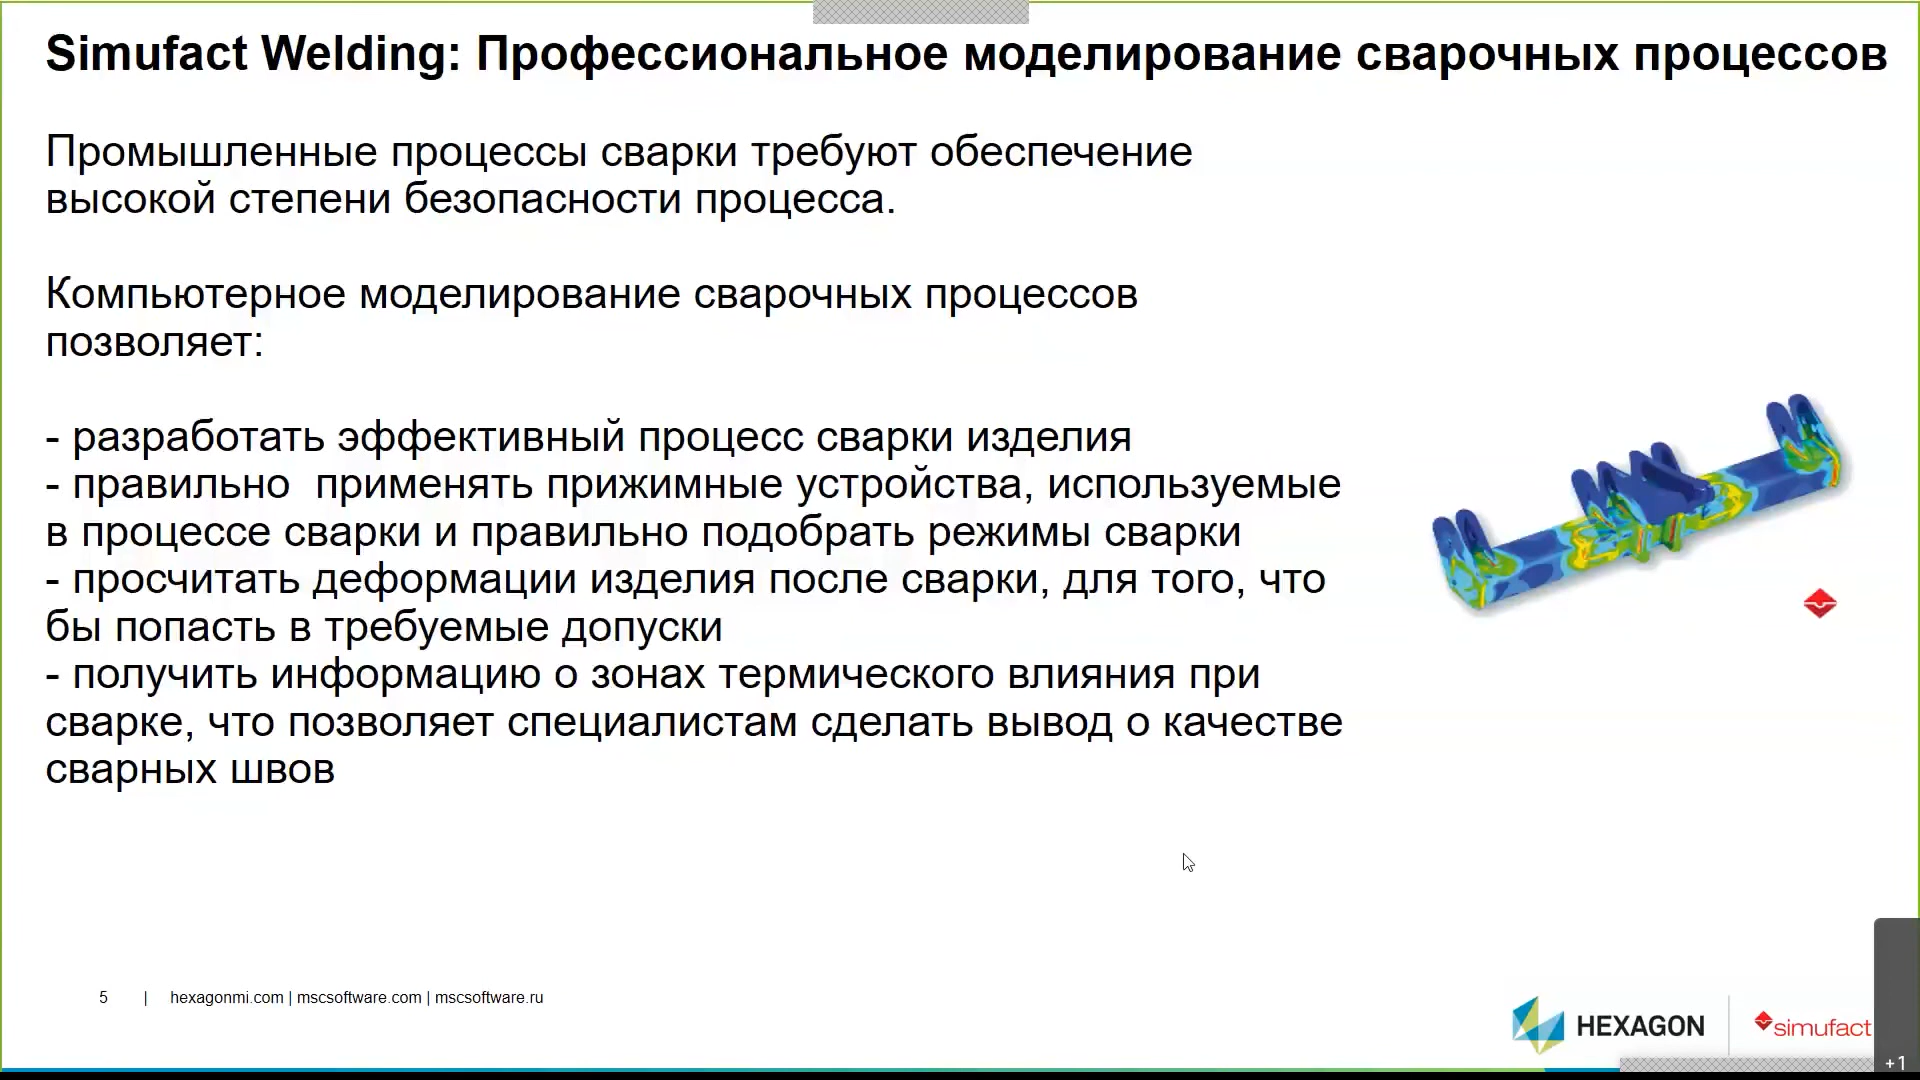 Simufact Welding: Профессиональное моделирование сварочных процессов
Промышленные процессы сварки требуют обеспечение
высокой степени безопасности процесса.
Компьютерное моделирование сварочных процессов
позволяет:
- разработать эффективный процесс сварки изделия
- правильно  применять прижимные устройства, используемые
в процессе сварки и правильно подобрать режимы сварки
- просчитать деформации изделия после сварки, для того, что
бы попасть в требуемые допуски
- получить информацию о зонах термического влияния при
сварке, что позволяет специалистам сделать вывод о качестве
сварных швов
5 | hexagonmi.com | mscsoftware.com | mscsoftware.ru
HEXAGON
simufact
+1